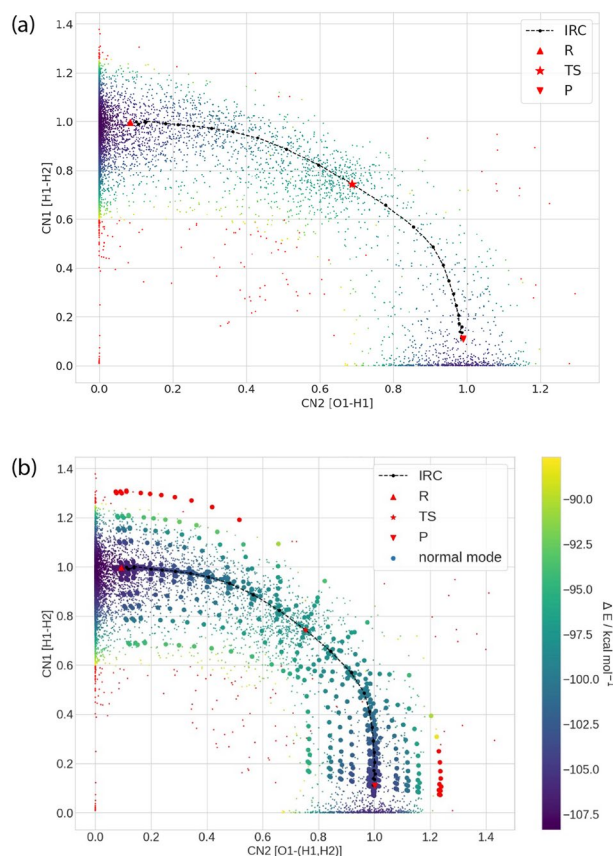 (a)
1.4
1.2
1.0
0.8
0.6
0.4
0.2
0.0
CN1 [H1-H2]
IRC
R
TS
P
0.0 0.2 0.4 0.6 0.8 1.0 1.2
CN2 [O1-H1]
(b)
1.4
1.2
1.0
0.8
0.6
0.4
0.2
0.0
CN1 [H1-H2]
IRC
R
TS
P
normal mode
0.0 0.2 0.4 0.6 0.8 1.0 1.2 1.4
CN2 [O1-(H1,H2)]
−90.0
−92.5
−95.0
−97.5
−100.0
−102.5
−105.0
−107.5
Δ E / kcal mol⁻¹